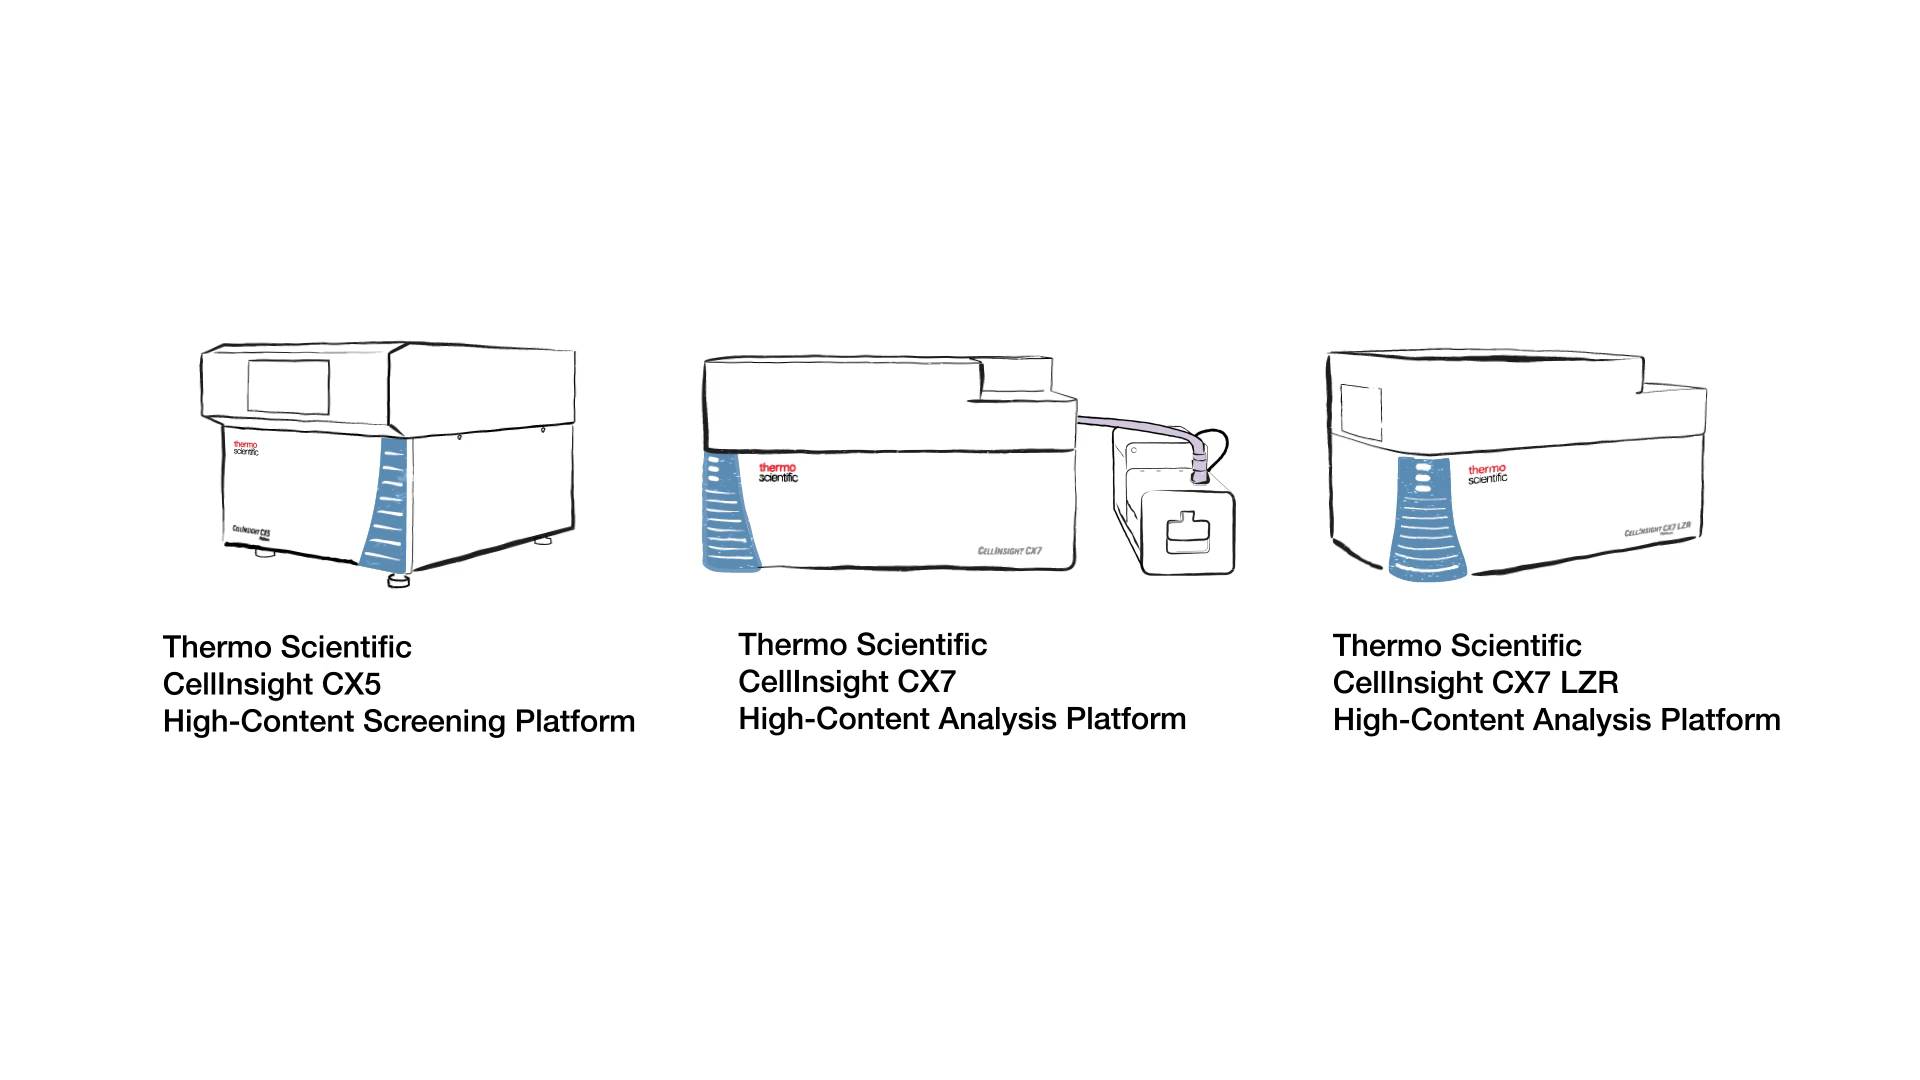 thermo
scientific
CellInsight CX5
thermo
scientific
CellInsight CX7
thermo
scientific
CellInsight CX7 LZR
Thermo Scientific
CellInsight CX5
High-Content Screening Platform
Thermo Scientific
CellInsight CX7
High-Content Analysis Platform
Thermo Scientific
CellInsight CX7 LZR
High-Content Analysis Platform